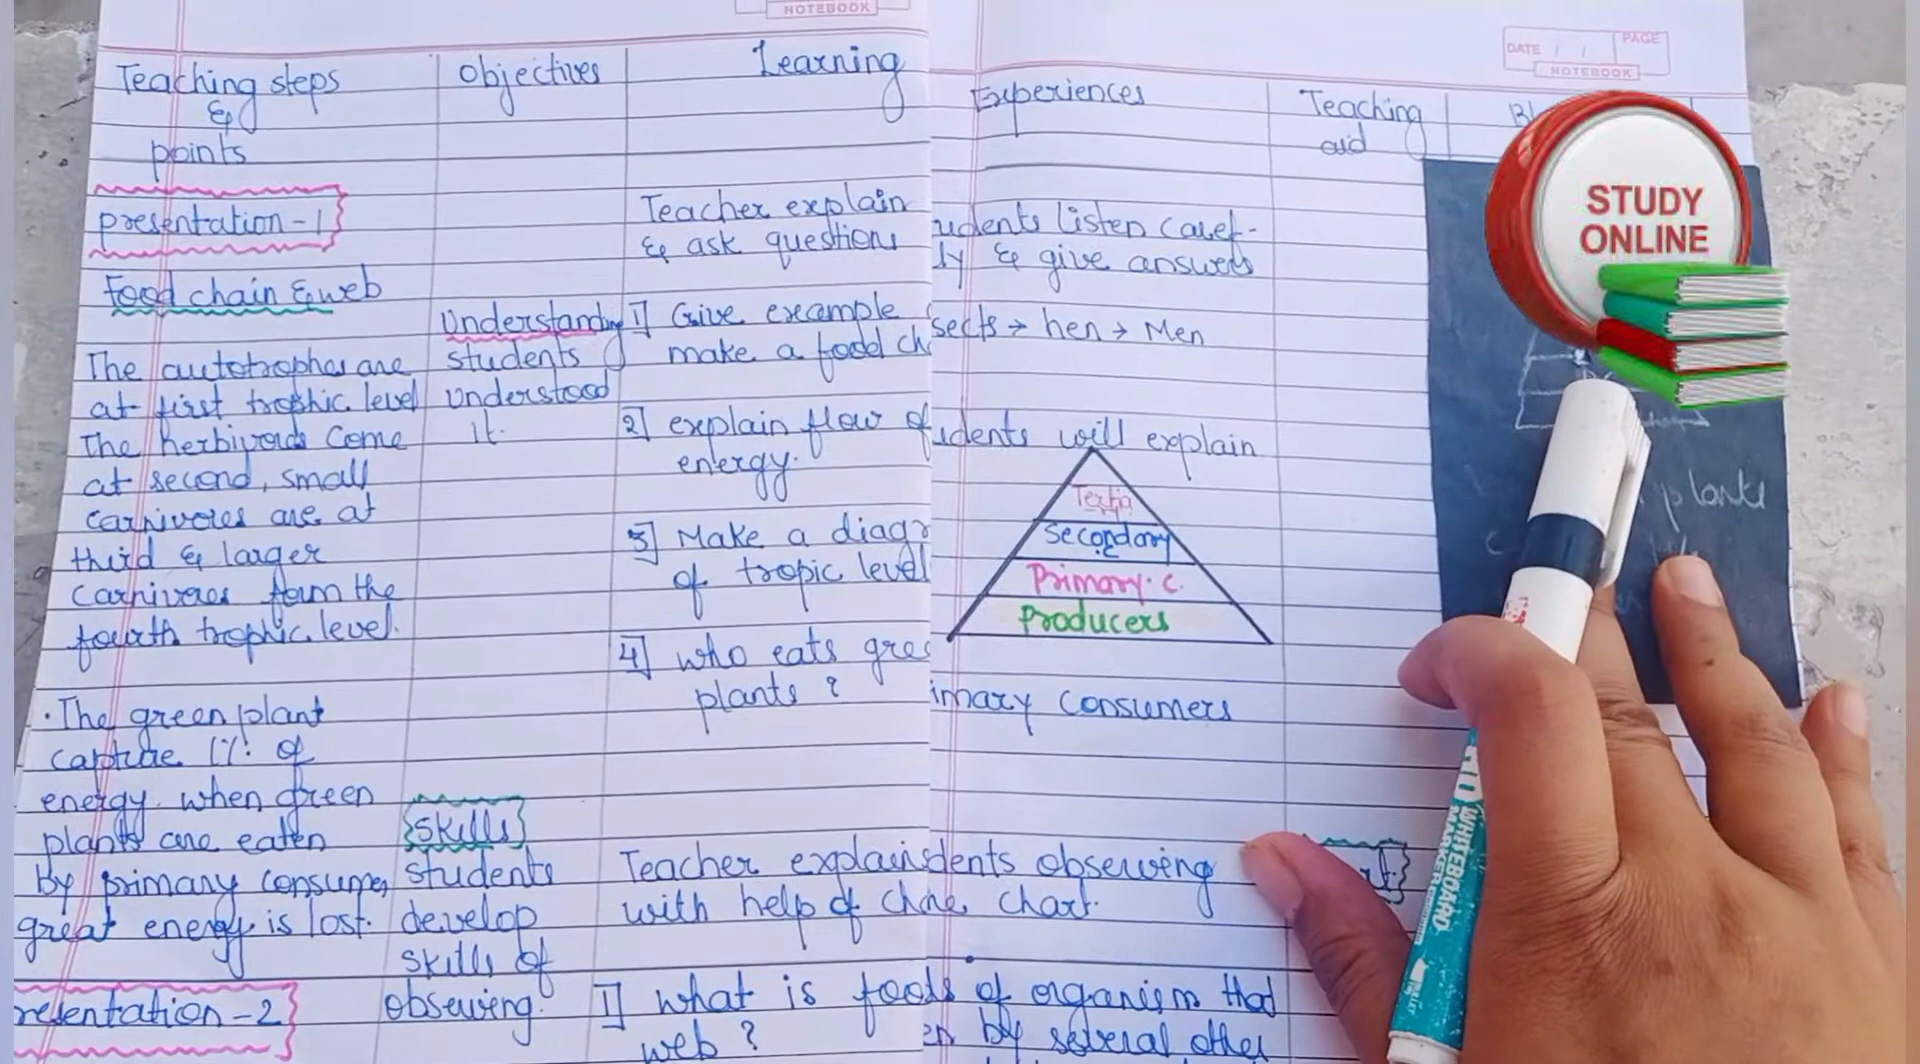 NOTEBOOK
DATE / / PAGE
NOTEBOOK
Teaching steps
&
points
Objectives
Learning
Experiences
Teaching
aid
STUDY
ONLINE
presentation - 1
Food chain & web
The autotrophes are
at first trophic level
The herbivores Come
at second, small
carnivores are at
third & larger
carnivores form the
fourth trophic level.
. The green plant
capture 1%. of
energy. when green
plants are eaten
By primary consumer,
great energy is lost.
resentation - 2
Understanding
students
understood
it.
Skills
students
develop
skills of
obsewing.
Teacher explain
& ask questions
1] Give example
make a food ch
2] explain flow of
energy.
3] Make a diagr
of tropic level
4] who eats gree
plants ?
Teacher explain
with help of
1] what is food
web ?
udents listen caref-
ly & give answers
sects → hen → Men
udents will explain
Secondary
Primary. c.
Producers
imary consumers
dents obsewing
chart.
of organism that
en by several other
plants
WHITEBOARD
MARKER